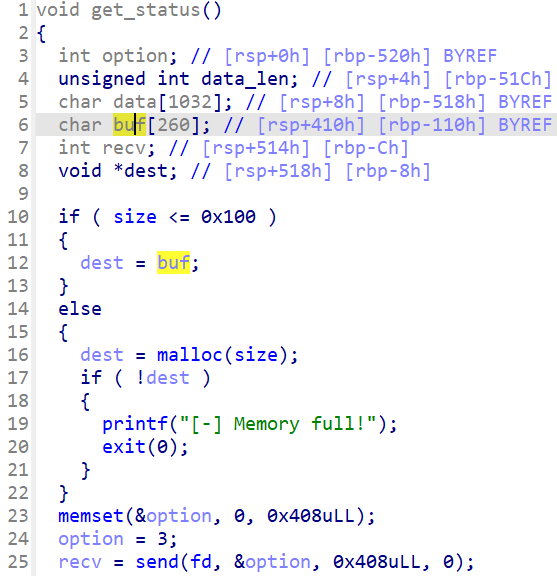 1 void get_status()
2 {
3   int option; // [rsp+0h] [rbp-520h] BYREF
4   unsigned int data_len; // [rsp+4h] [rbp-51Ch]
5   char data[1032]; // [rsp+8h] [rbp-518h] BYREF
6   char buf[260]; // [rsp+410h] [rbp-110h] BYREF
7   int recv; // [rsp+514h] [rbp-Ch]
8   void *dest; // [rsp+518h] [rbp-8h]
9
10   if ( size <= 0x100 )
11   {
12     dest = buf;
13   }
14   else
15   {
16     dest = malloc(size);
17     if ( !dest )
18     {
19       printf("[-] Memory full!");
20       exit(0);
21     }
22   }
23   memset(&option, 0, 0x408uLL);
24   option = 3;
25   recv = send(fd, &option, 0x408uLL, 0);